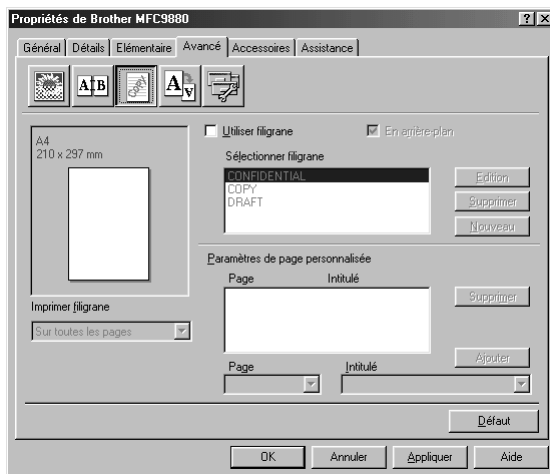 Propriétés de Brother MFC9880
Général Détails Elémentaire Avancé Accessoires Assistance
A4
210 x 297 mm
Utiliser filigrane
En arrière-plan
Sélectionner filigrane
CONFIDENTIAL
COPY
DRAFT
Edition
Supprimer
Nouveau
Imprimer filigrane
Sur toutes les pages
Paramètres de page personnalisée
Page Intitulé
Supprimer
Ajouter
Page Intitulé
Défaut
OK Annuler Appliquer Aide